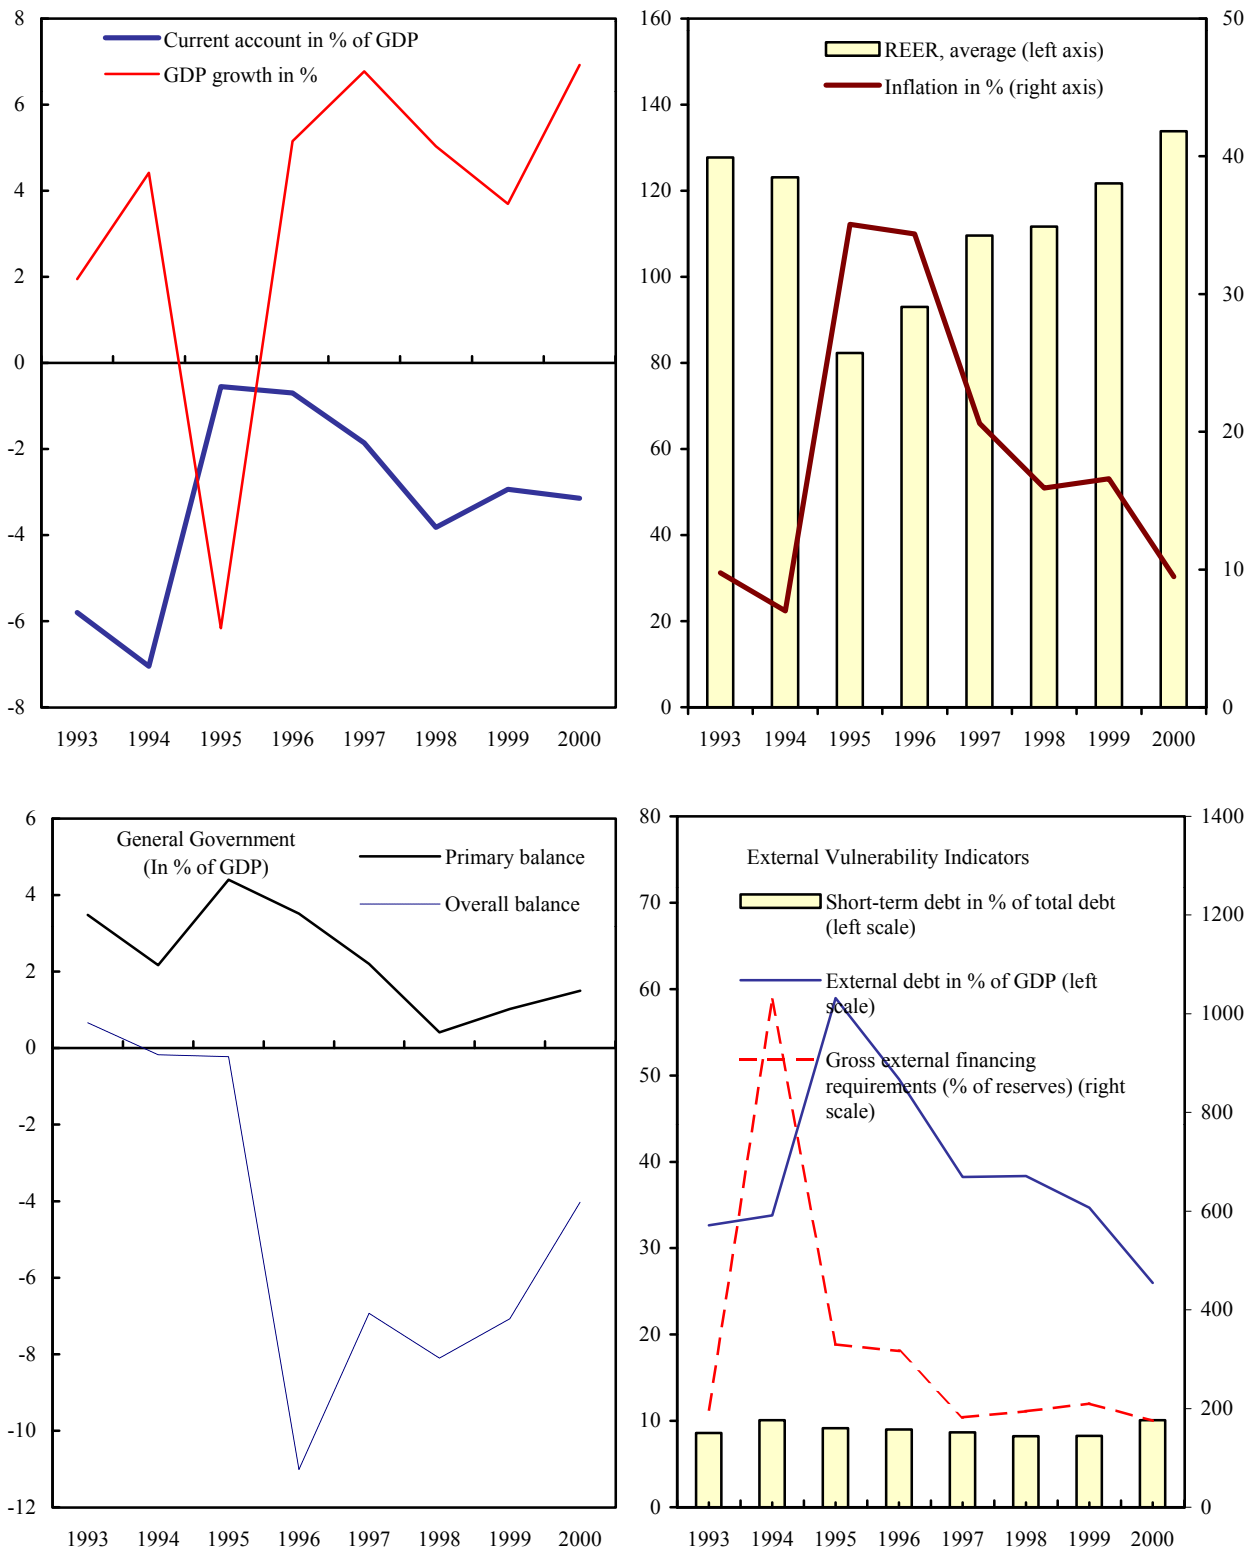 8
6
4
2
0
-2
-4
-6
-8
Current account in % of GDP
GDP growth in %
1993 1994 1995 1996 1997 1998 1999 2000
160
140
120
100
80
60
40
20
0
REER, average (left axis)
Inflation in % (right axis)
50
40
30
20
10
0
1993 1994 1995 1996 1997 1998 1999 2000
6
4
2
0
-2
-4
-6
-8
-10
-12
General Government
(In % of GDP)
Primary balance
Overall balance
1993 1994 1995 1996 1997 1998 1999 2000
80
70
60
50
40
30
20
10
0
External Vulnerability Indicators
Short-term debt in % of total debt
(left scale)
External debt in % of GDP (left
scale)
Gross external financing
requirements (% of reserves) (right
scale)
1400
1200
1000
800
600
400
200
0
1993 1994 1995 1996 1997 1998 1999 2000